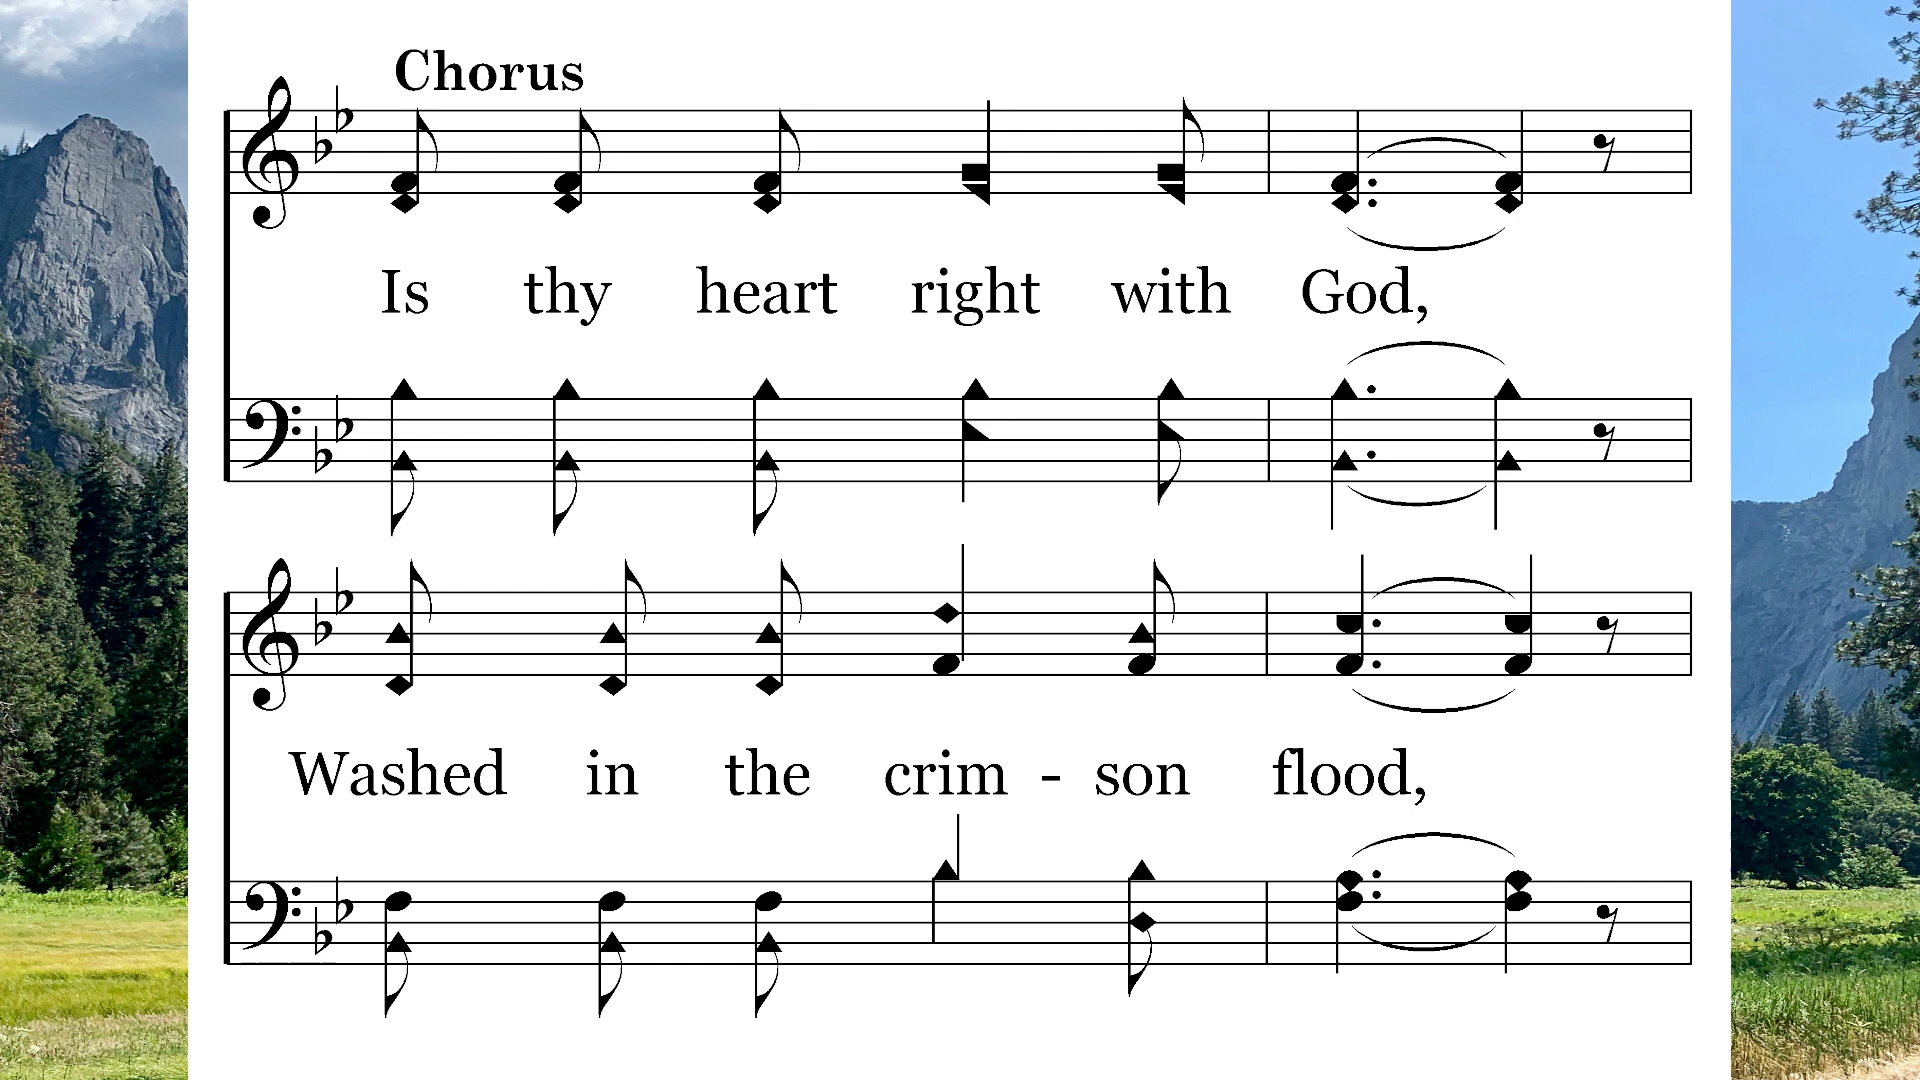 Chorus
Is thy heart right with God,
Washed in the crim - son flood,